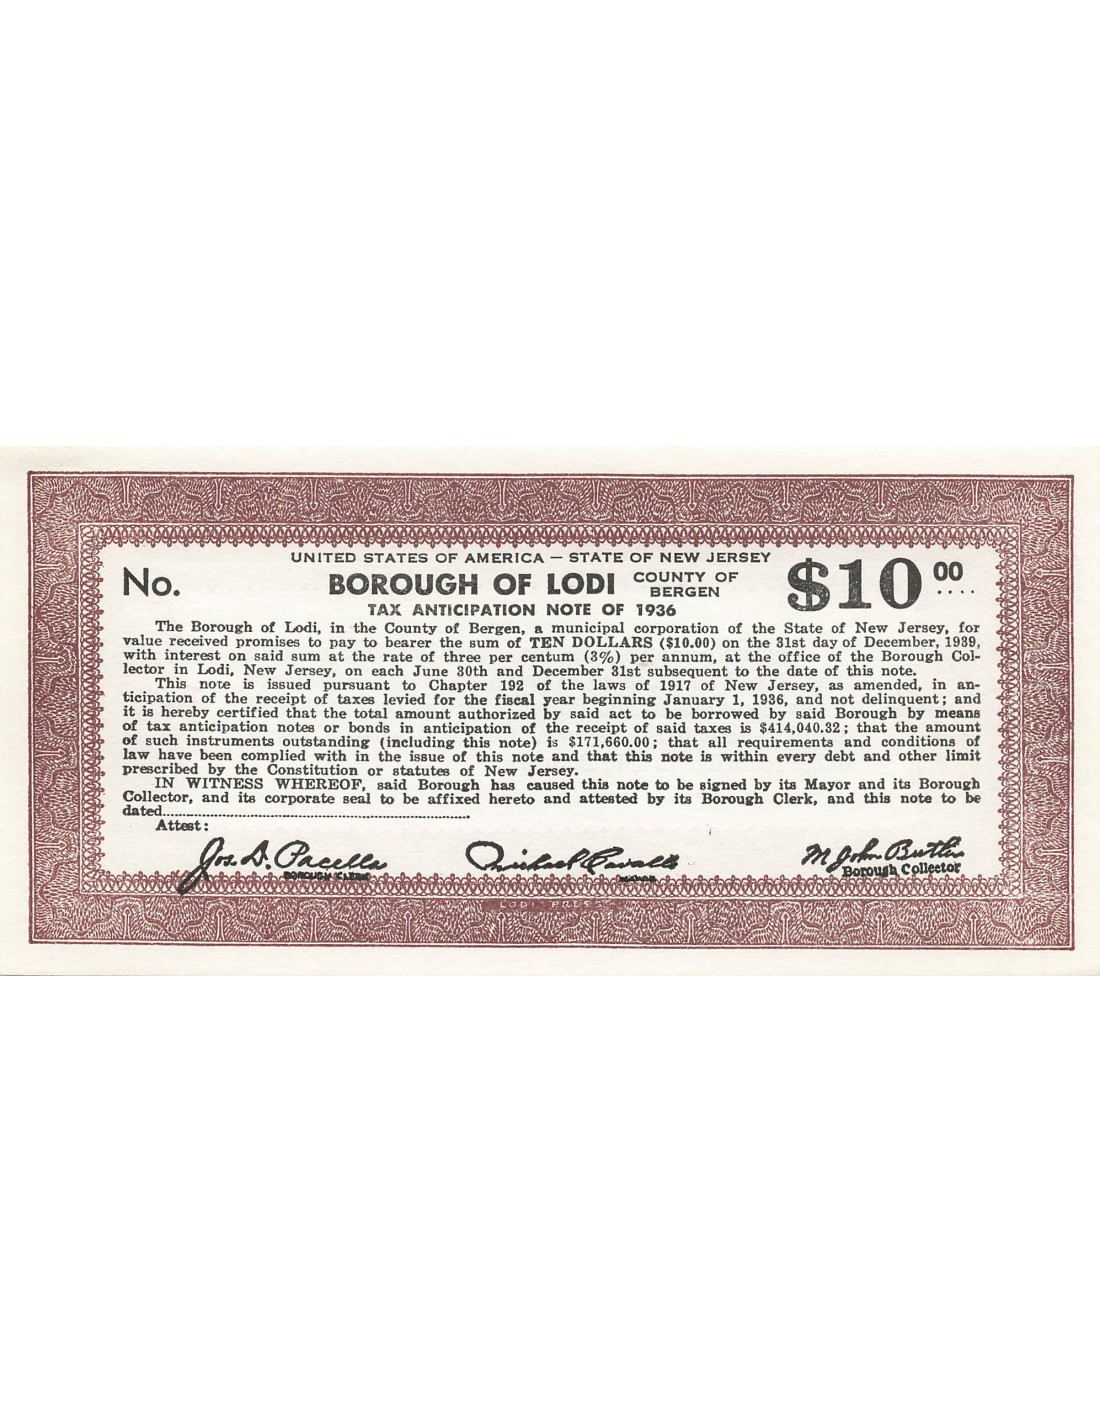 UNITED STATES OF AMERICA — STATE OF NEW JERSEY
No. BOROUGH OF LODI COUNTY OF BERGEN $10 00
TAX ANTICIPATION NOTE OF 1936
The Borough of Lodi, in the County of Bergen, a municipal corporation of the State of New Jersey, for
value received promises to pay to bearer the sum of TEN DOLLARS ($10.00) on the 31st day of December, 1939,
with interest on said sum at the rate of three per centum (3%) per annum, at the office of the Borough Col-
lector in Lodi, New Jersey, on each June 30th and December 31st subsequent to the date of this note.
This note is issued pursuant to Chapter 192 of the laws of 1917 of New Jersey, as amended, in an-
ticipation of the receipt of taxes levied for the fiscal year beginning January 1, 1936, and not delinquent; and
it is hereby certified that the total amount authorized by said act to be borrowed by said Borough by means
of tax anticipation notes or bonds in anticipation of the receipt of said taxes is $414,040.32; that the amount
of such instruments outstanding (including this note) is $171,660.00; that all requirements and conditions of
law have been complied with in the issue of this note and that this note is within every debt and other limit
prescribed by the Constitution or statutes of New Jersey.
IN WITNESS WHEREOF, said Borough has caused this note to be signed by its Mayor and its Borough
Collector, and its corporate seal to be affixed hereto and attested by its Borough Clerk, and this note to be
dated
Attest:
Jos. D. Pacella Michael Cavallo M John Butler
BOROUGH CLERK MAYOR Borough Collector
LODI PRESS